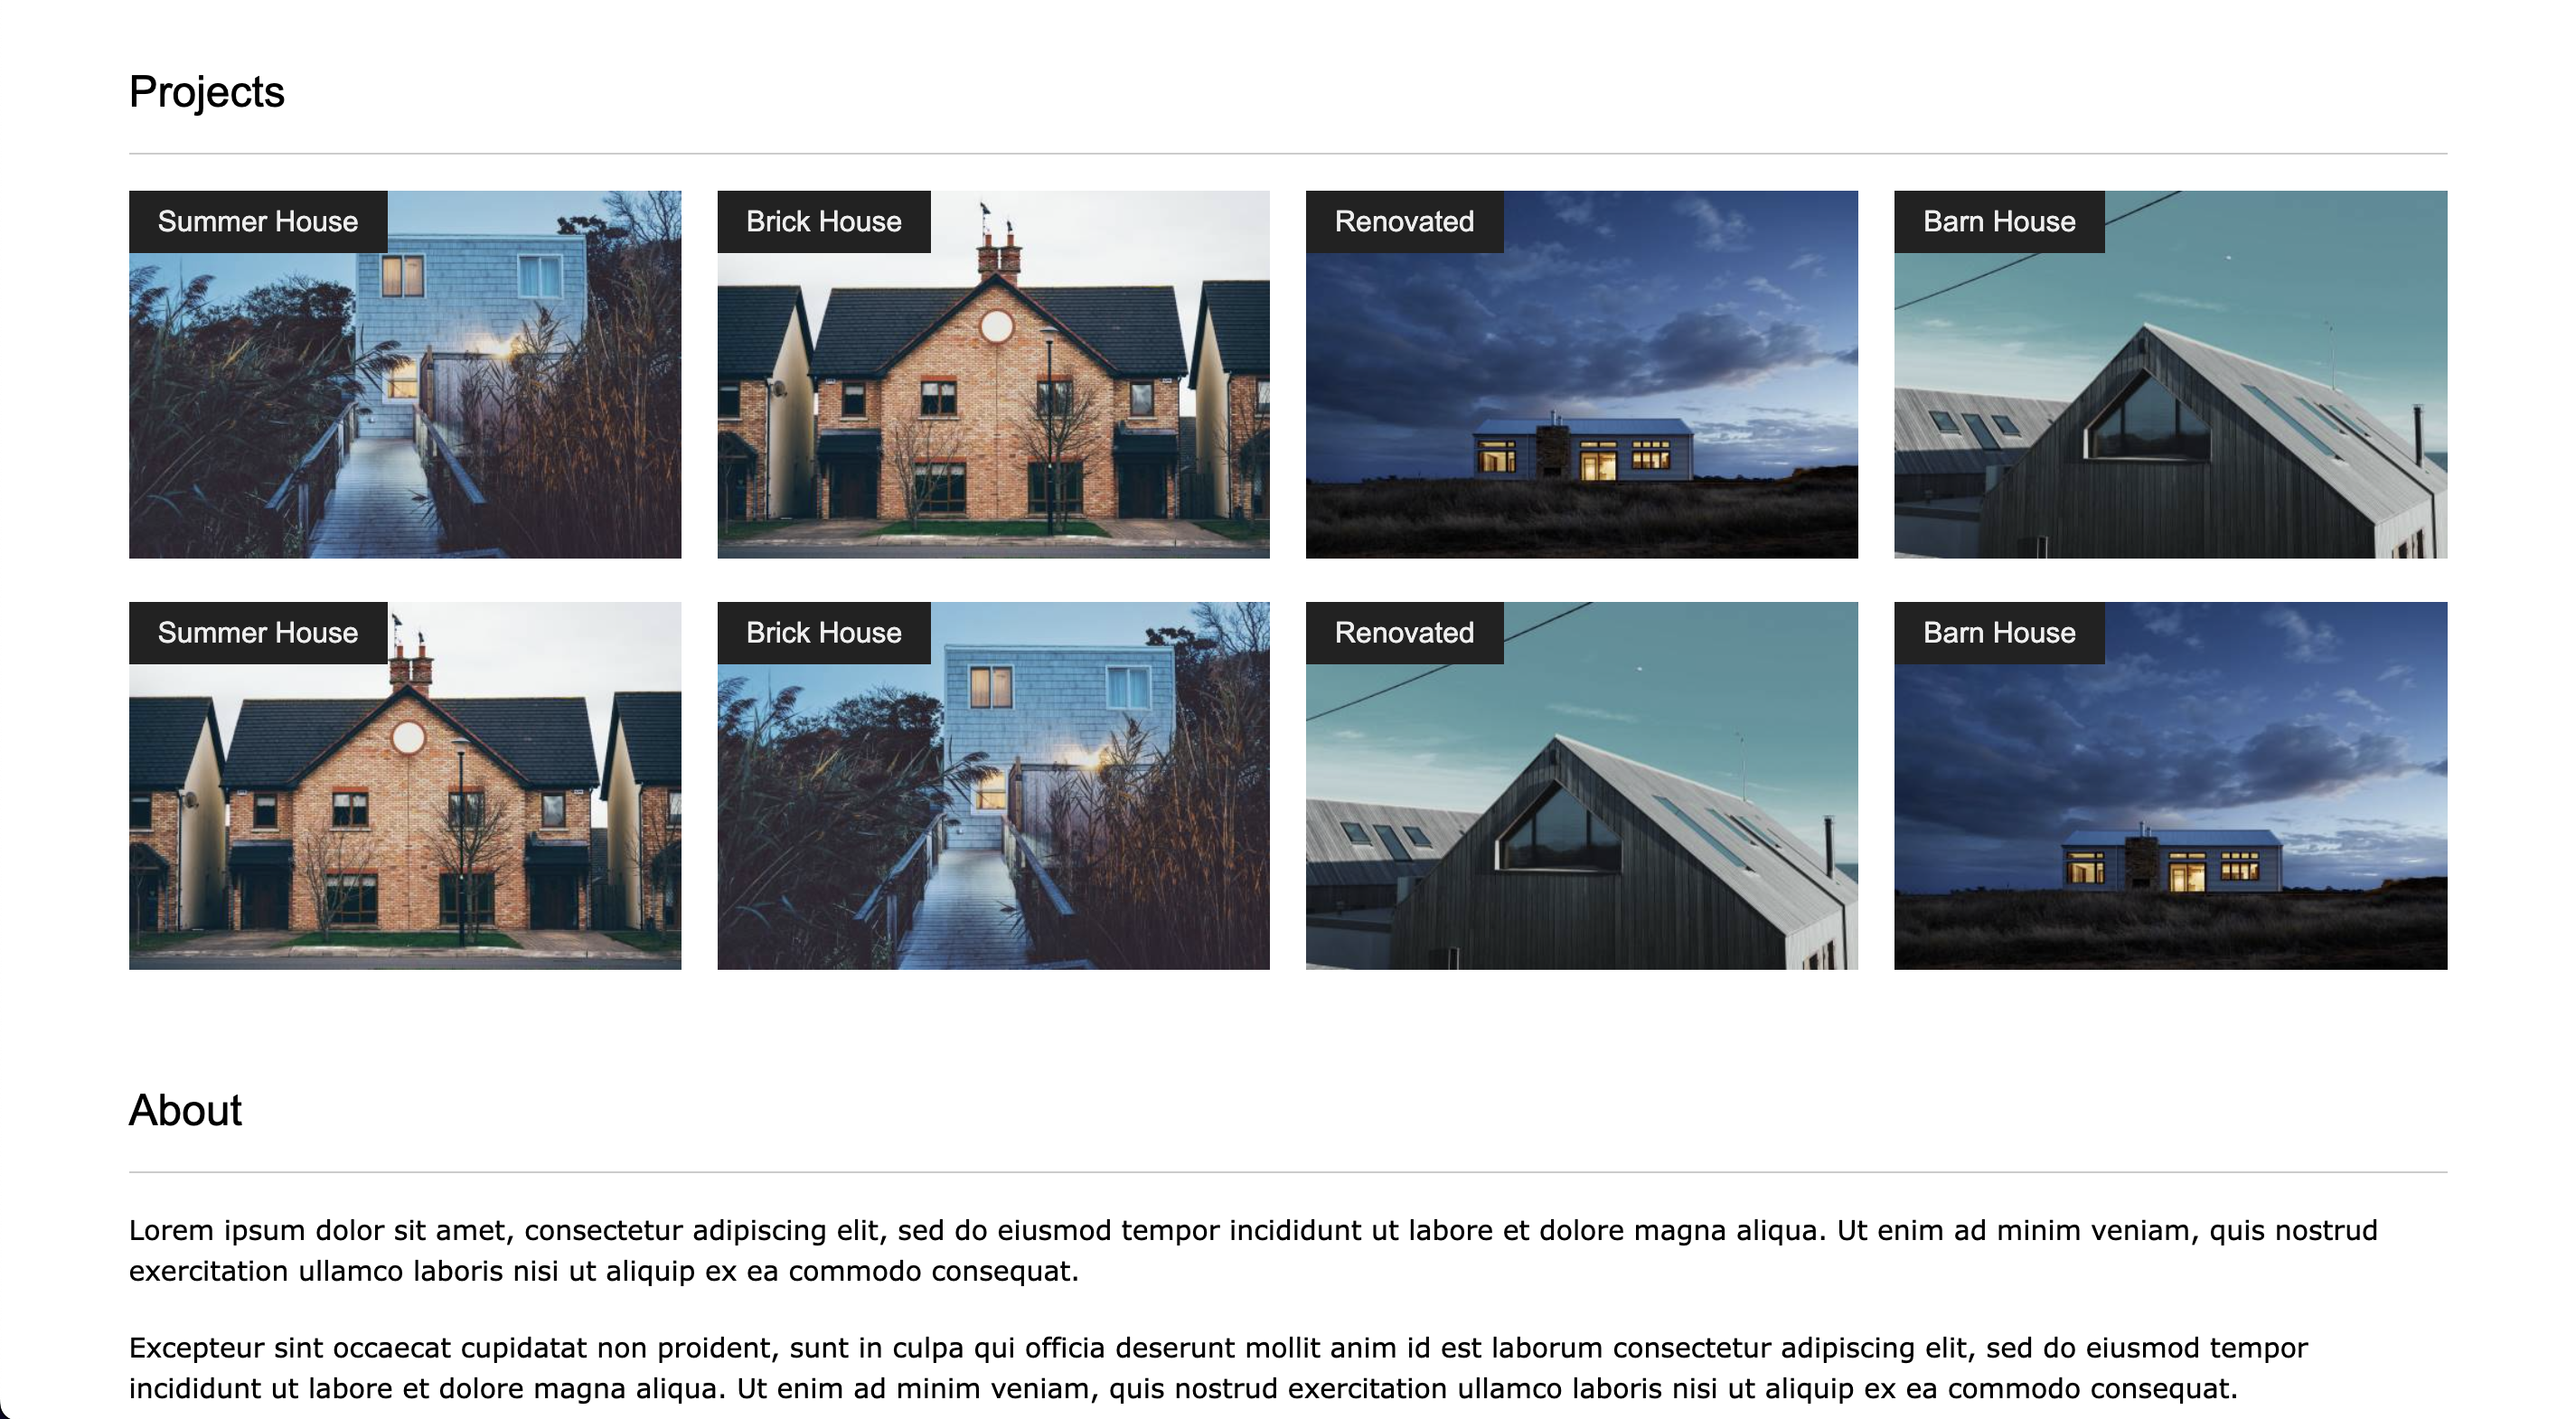 Projects
Summer House
Brick House
Renovated
Barn House
Summer House
Brick House
Renovated
Barn House
About
Lorem ipsum dolor sit amet, consectetur adipiscing elit, sed do eiusmod tempor incididunt ut labore et dolore magna aliqua. Ut enim ad minim veniam, quis nostrud
exercitation ullamco laboris nisi ut aliquip ex ea commodo consequat.
Excepteur sint occaecat cupidatat non proident, sunt in culpa qui officia deserunt mollit anim id est laborum consectetur adipiscing elit, sed do eiusmod tempor
incididunt ut labore et dolore magna aliqua. Ut enim ad minim veniam, quis nostrud exercitation ullamco laboris nisi ut aliquip ex ea commodo consequat.